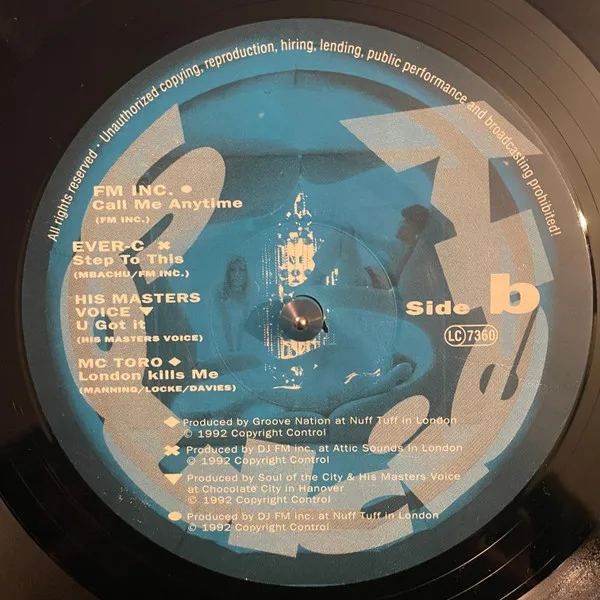 All rights reserved · Unauthorized copying, reproduction, hiring, lending, public performance and broadcasting prohibited!
FM INC. ●
Call Me Anytime
(FM INC.)
EVER-C ✖
Step To This
(MBACHU/FM INC.)
HIS MASTERS
VOICE ▼
U Got it
(HIS MASTERS VOICE)
MC TORO ◆
London kills Me
(MANNING/LOCKE/DAVIES)
Side b
LC 7360
◆ Produced by Groove Nation at Nuff Tuff in London
© 1992 Copyright Control
✖ Produced by DJ FM inc. at Attic Sounds in London
© 1992 Copyright Control
▼ Produced by Soul of the City & His Masters Voice
at Chocolate City in Hanover
© 1992 Copyright Control
● Produced by DJ FM inc. at Nuff Tuff in London
© 1992 Copyright Control